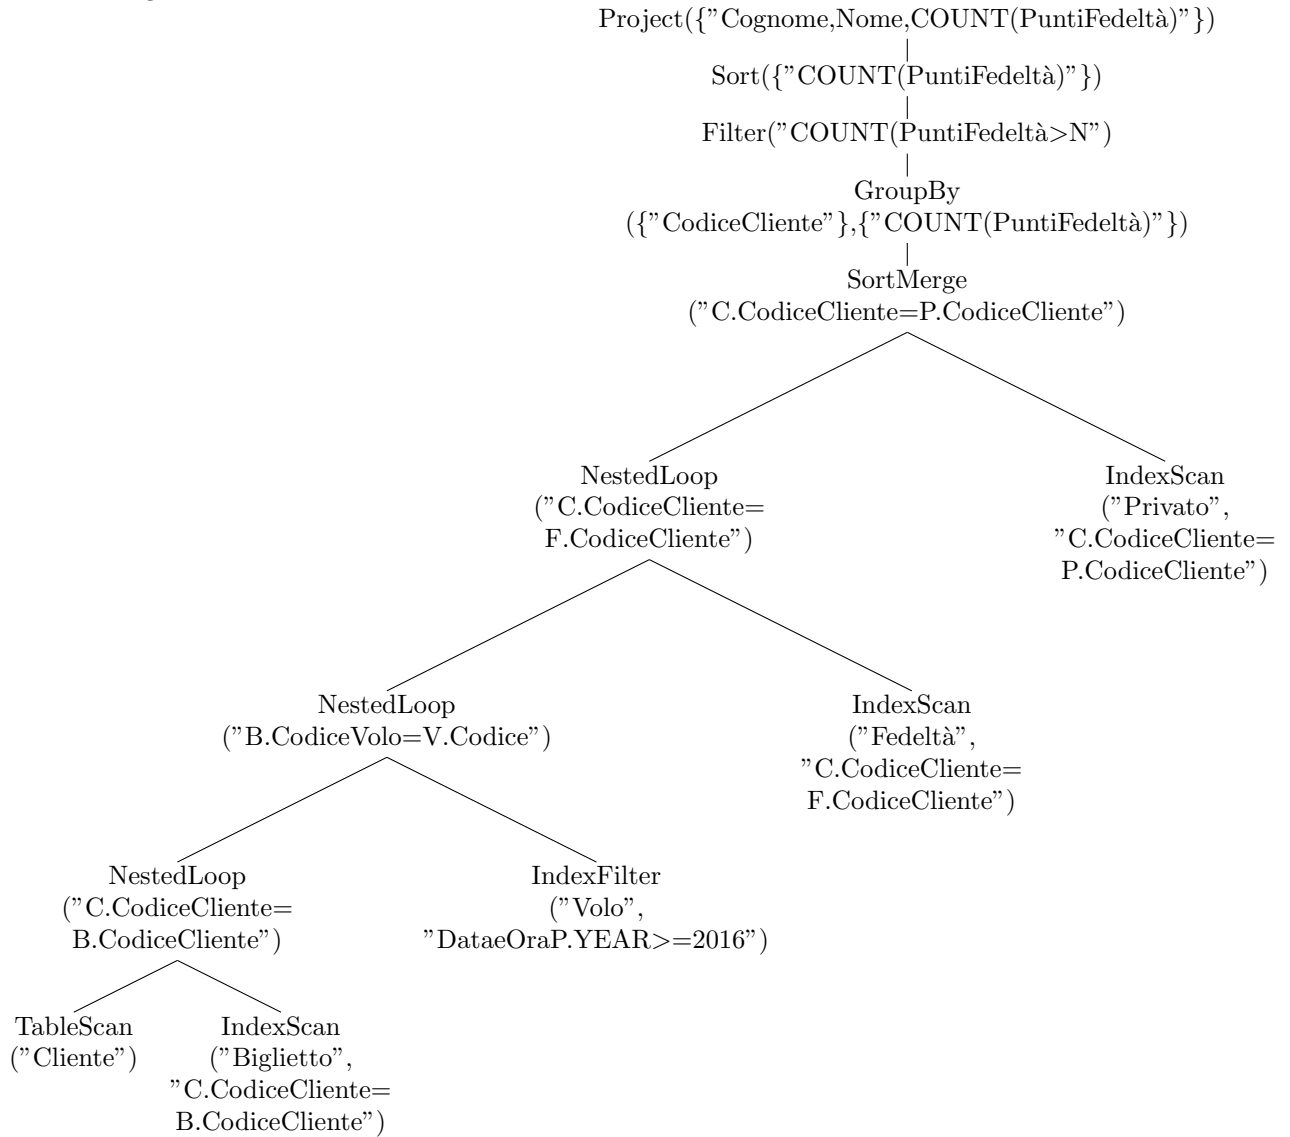 Project({”Cognome,Nome,COUNT(PuntiFedeltà)”})
Sort({”COUNT(PuntiFedeltà)”})
Filter(”COUNT(PuntiFedeltà>N”)
GroupBy
({”CodiceCliente”},{”COUNT(PuntiFedeltà)”})
SortMerge
(”C.CodiceCliente=P.CodiceCliente”)
NestedLoop
(”C.CodiceCliente=
F.CodiceCliente”)
IndexScan
(”Privato”,
”C.CodiceCliente=
P.CodiceCliente”)
NestedLoop
(”B.CodiceVolo=V.Codice”)
IndexScan
(”Fedeltà”,
”C.CodiceCliente=
F.CodiceCliente”)
NestedLoop
(”C.CodiceCliente=
B.CodiceCliente”)
IndexFilter
(”Volo”,
”DataeOraP.YEAR>=2016”)
TableScan
(”Cliente”)
IndexScan
(”Biglietto”,
”C.CodiceCliente=
B.CodiceCliente”)